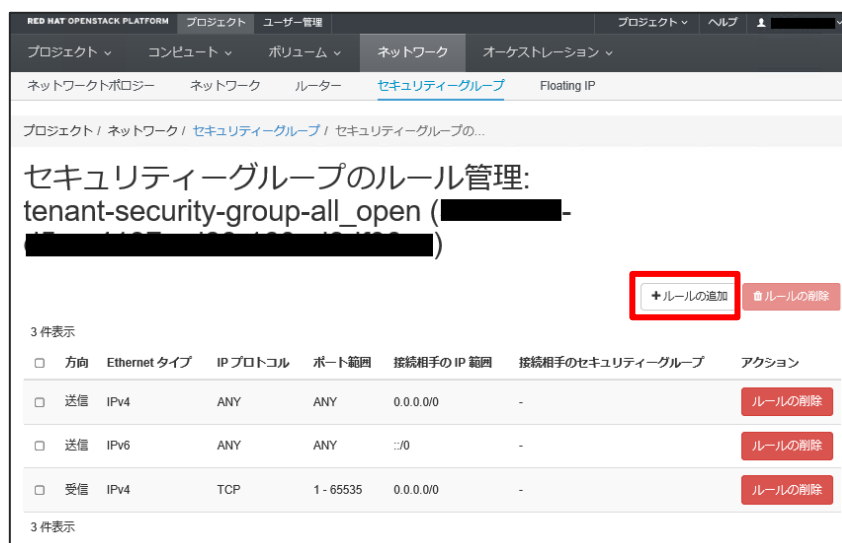 RED HAT OPENSTACK PLATFORM プロジェクト ユーザー管理 プロジェクト ヘルプ
プロジェクト コンピュート ボリューム ネットワーク オーケストレーション
ネットワークトポロジー ネットワーク ルーター セキュリティーグループ Floating IP
プロジェクト / ネットワーク / セキュリティーグループ / セキュリティーグループの...
セキュリティーグループのルール管理:
tenant-security-group-all_open ( -
)
+ルールの追加 ルールの削除
3 件表示
方向 Ethernet タイプ IP プロトコル ポート範囲 接続相手の IP 範囲 接続相手のセキュリティーグループ アクション
送信 IPv4 ANY ANY 0.0.0.0/0 - ルールの削除
送信 IPv6 ANY ANY ::/0 - ルールの削除
受信 IPv4 TCP 1 - 65535 0.0.0.0/0 - ルールの削除
3 件表示